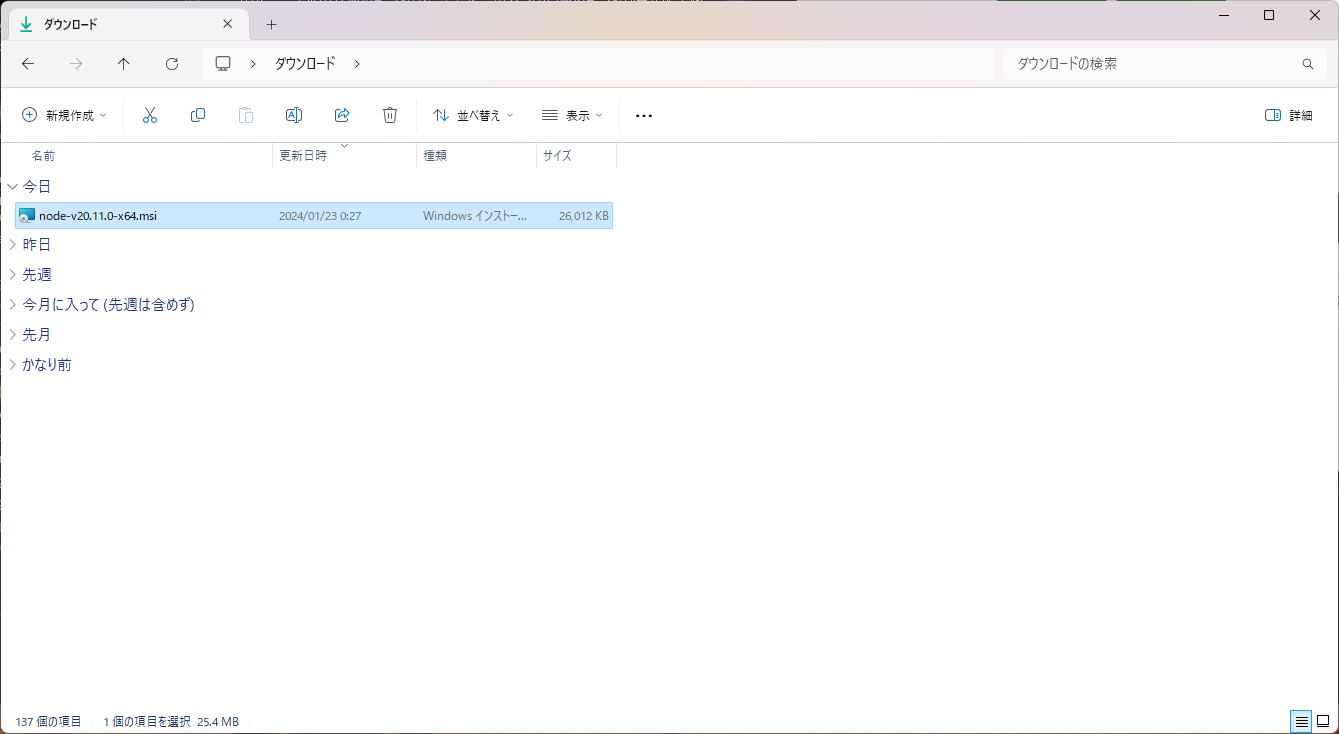 ダウンロード
ダウンロード
ダウンロードの検索
新規作成
並べ替え
表示
詳細
名前 更新日時 種類 サイズ
今日
node-v20.11.0-x64.msi 2024/01/23 0:27 Windows インストー... 26,012 KB
昨日
先週
今月に入って (先週は含めず)
先月
かなり前
137 個の項目 1 個の項目を選択 25.4 MB